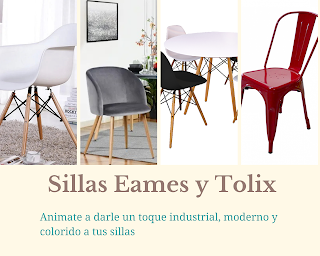 Sillas Eames y Tolix
Animate a darle un toque industrial, moderno y
colorido a tus sillas